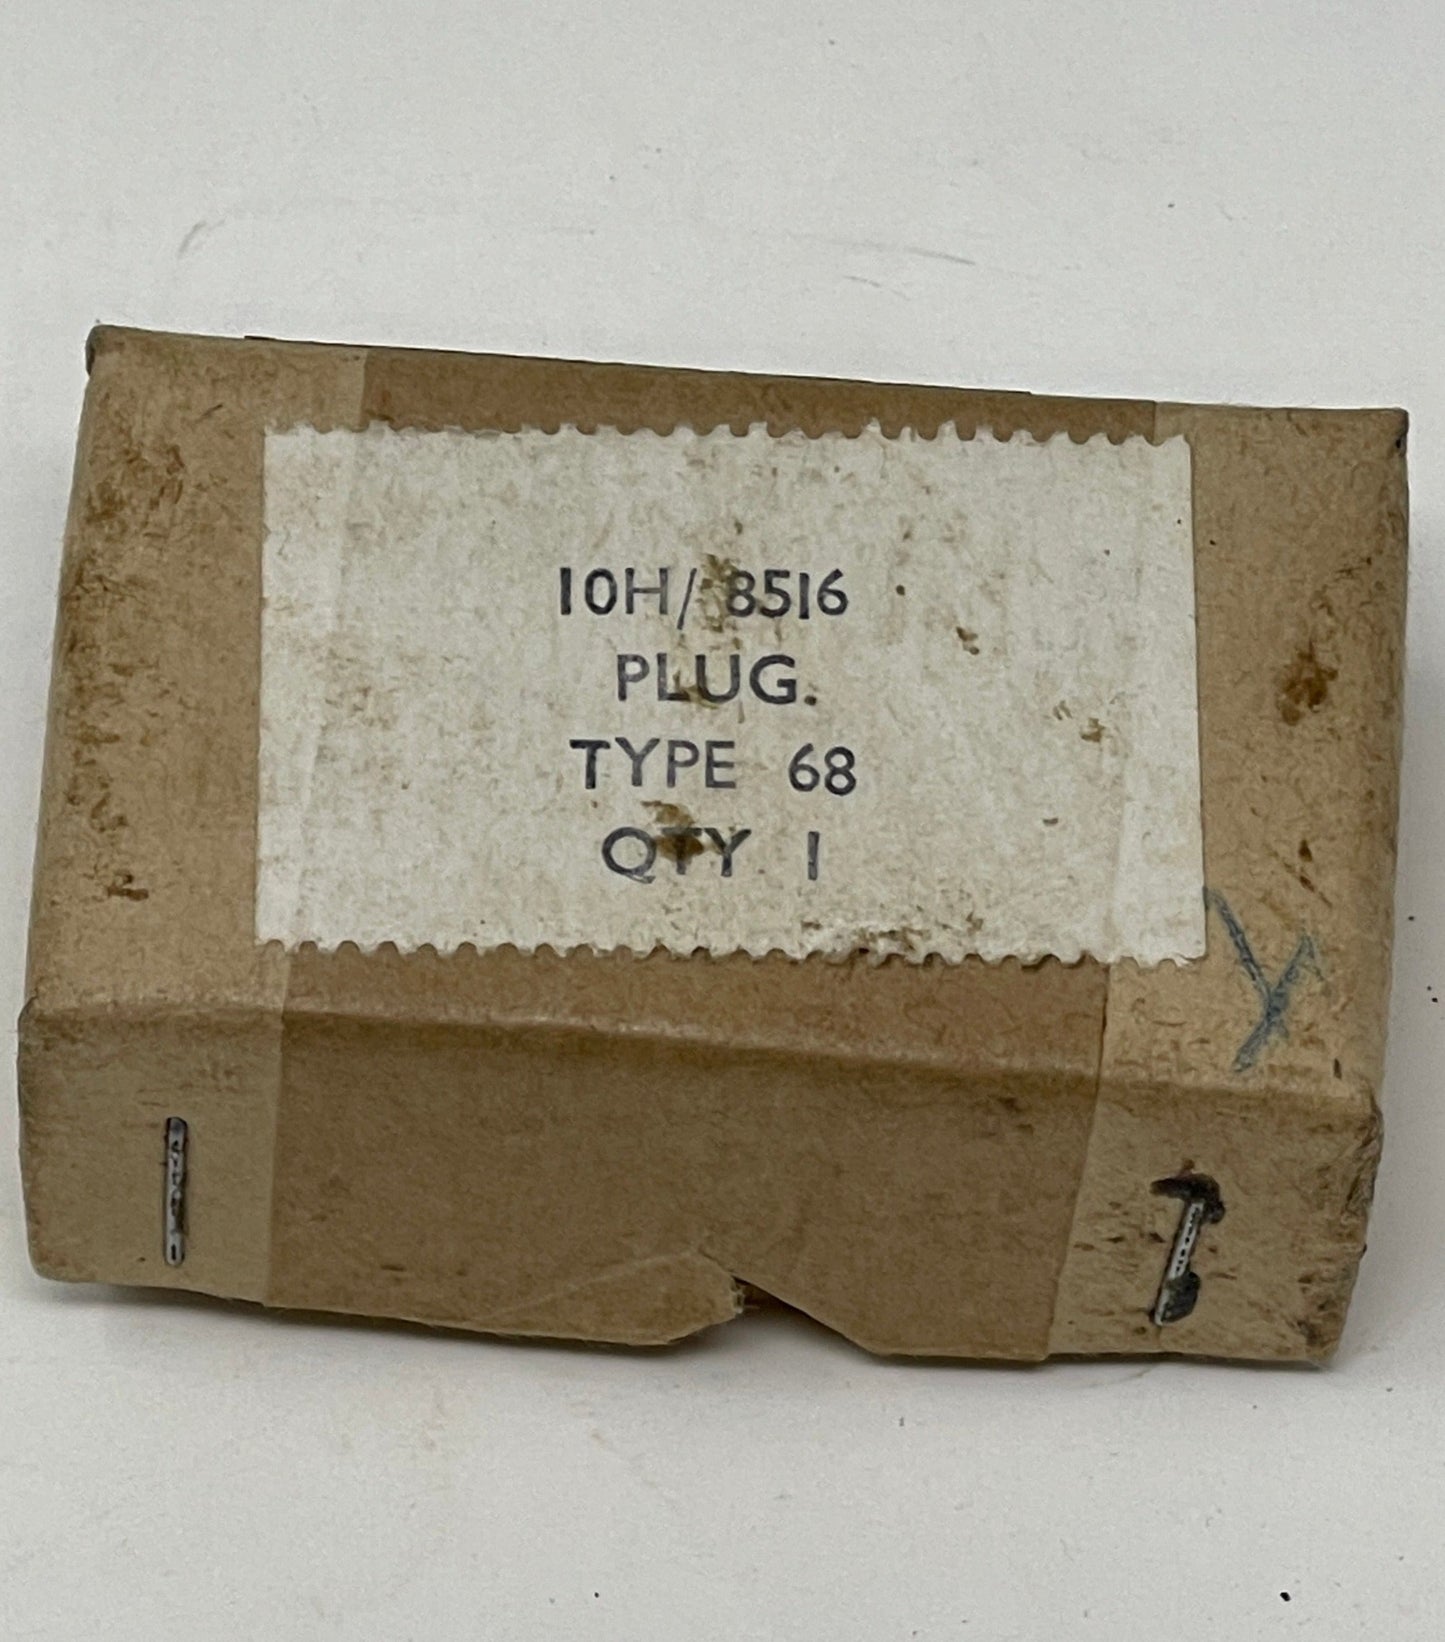 10H/ 8516
PLUG.
TYPE 68
QTY 1
Y